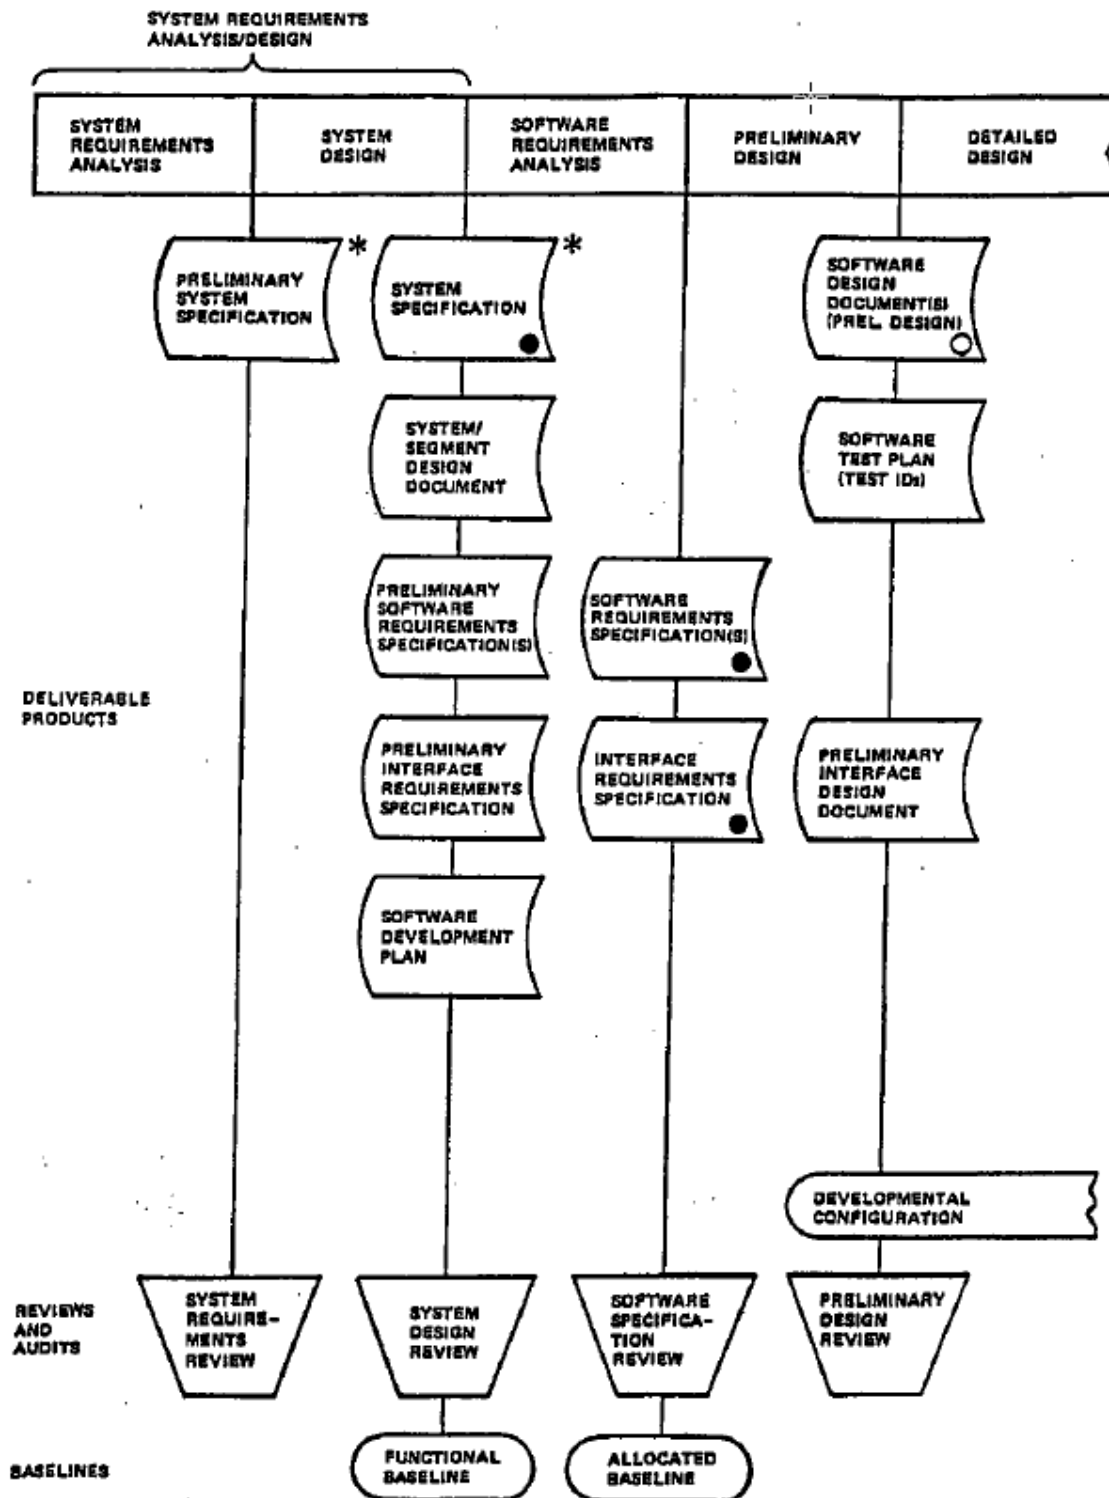 SYSTEM REQUIREMENTS
ANALYSIS/DESIGN
SYSTEM
REQUIREMENTS
ANALYSIS
SYSTEM
DESIGN
SOFTWARE
REQUIREMENTS
ANALYSIS
PRELIMINARY
DESIGN
DETAILED
DESIGN
PRELIMINARY
SYSTEM
SPECIFICATION
*
SYSTEM
SPECIFICATION
*
SOFTWARE
DESIGN
DOCUMENT(S)
(PREL. DESIGN)
SYSTEM/
SEGMENT
DESIGN
DOCUMENT
SOFTWARE
TEST PLAN
(TEST IDs)
PRELIMINARY
SOFTWARE
REQUIREMENTS
SPECIFICATION(S)
SOFTWARE
REQUIREMENTS
SPECIFICATION(S)
DELIVERABLE
PRODUCTS
PRELIMINARY
INTERFACE
REQUIREMENTS
SPECIFICATION
INTERFACE
REQUIREMENTS
SPECIFICATION
PRELIMINARY
INTERFACE
DESIGN
DOCUMENT
SOFTWARE
DEVELOPMENT
PLAN
DEVELOPMENTAL
CONFIGURATION
REVIEWS
AND
AUDITS
SYSTEM
REQUIRE-
MENTS
REVIEW
SYSTEM
DESIGN
REVIEW
SOFTWARE
SPECIFICA-
TION
REVIEW
PRELIMINARY
DESIGN
REVIEW
BASELINES
FUNCTIONAL
BASELINE
ALLOCATED
BASELINE